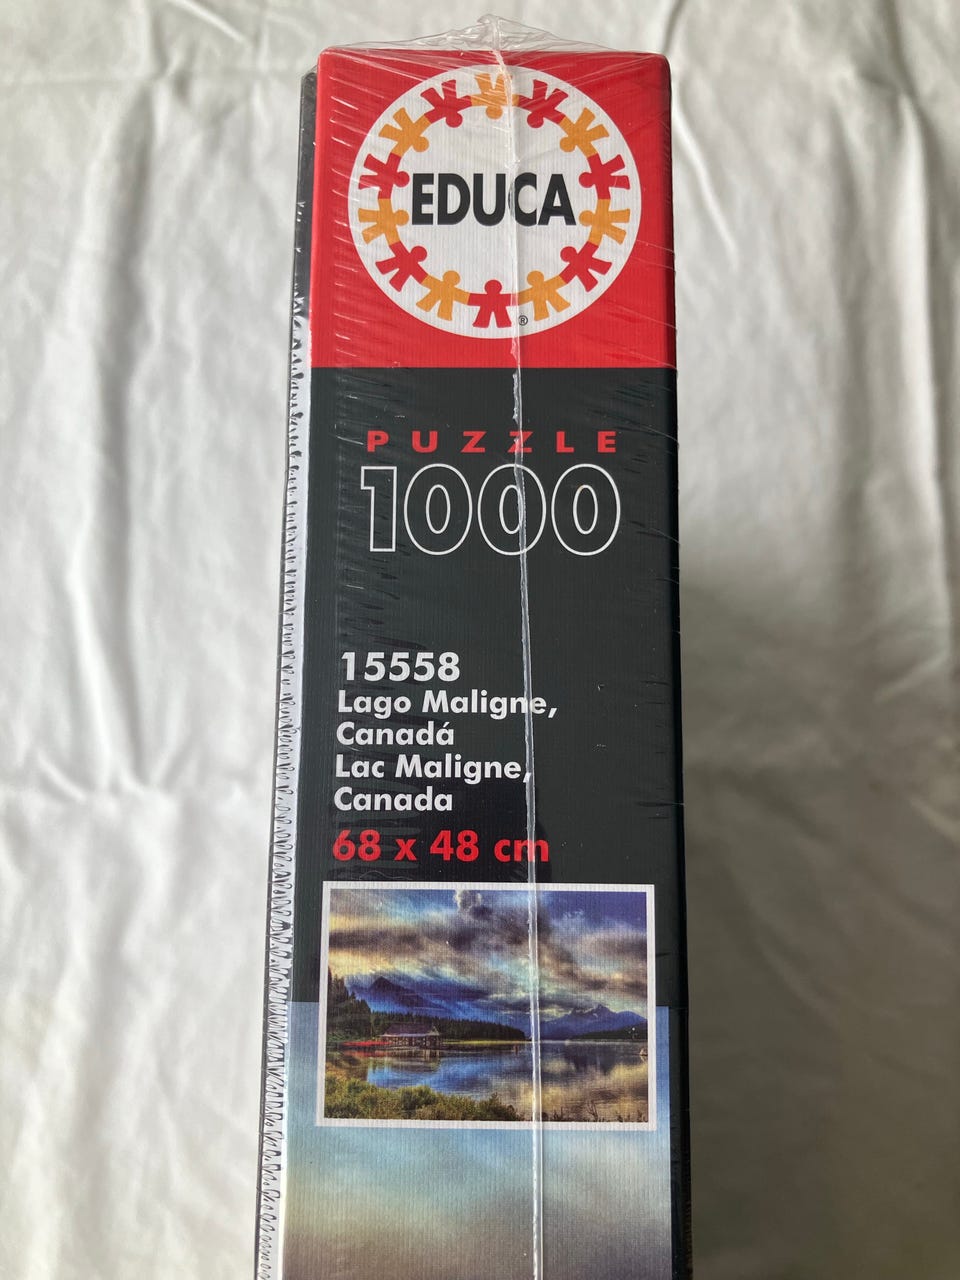 EDUCA
®
PUZZLE
1000
15558
Lago Maligne,
Canadá
Lac Maligne,
Canada
68 x 48 cm